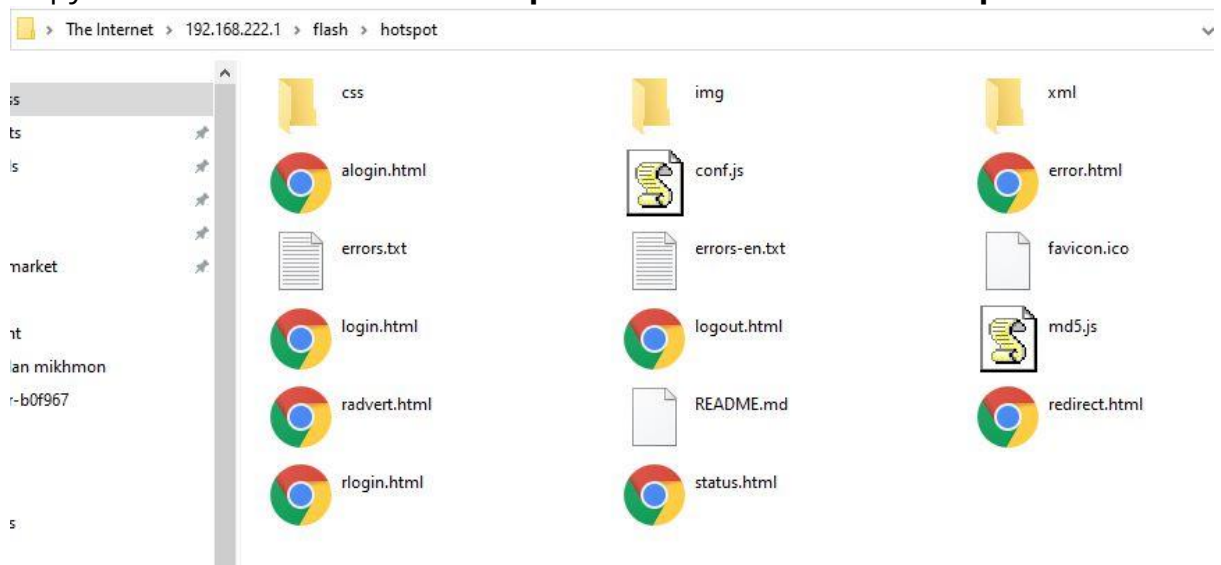 The Internet > 192.168.222.1 > flash > hotspot
ss
css
img
xml
ts
ls
alogin.html
conf.js
error.html
errors.txt
errors-en.txt
favicon.ico
market
nt
login.html
logout.html
md5.js
lan mikhmon
r-b0f967
radvert.html
README.md
redirect.html
rlogin.html
status.html
s